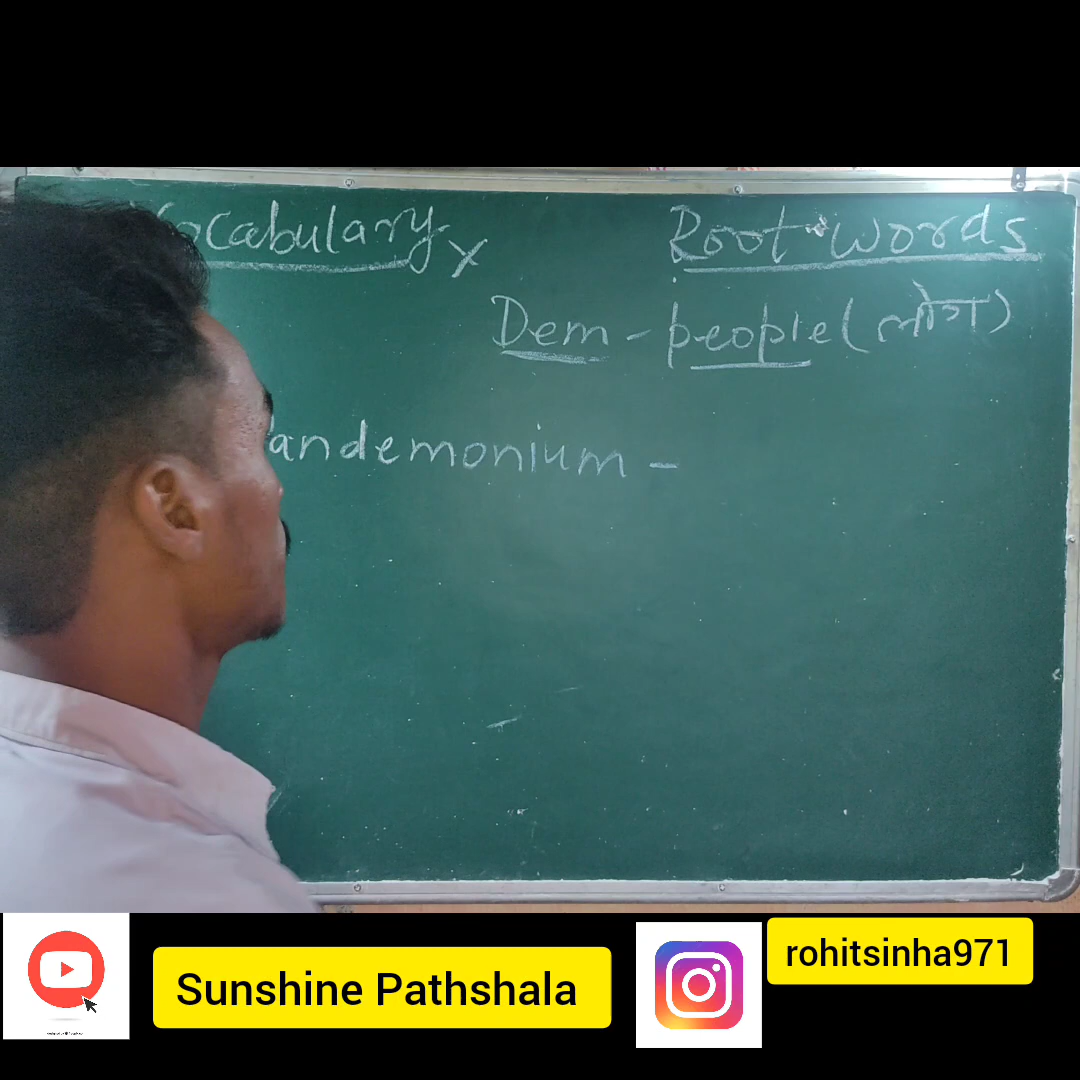 Vocabulary x Root words
Dem - people (लोग)
andemonium -
Sunshine Pathshala
rohitsinha971